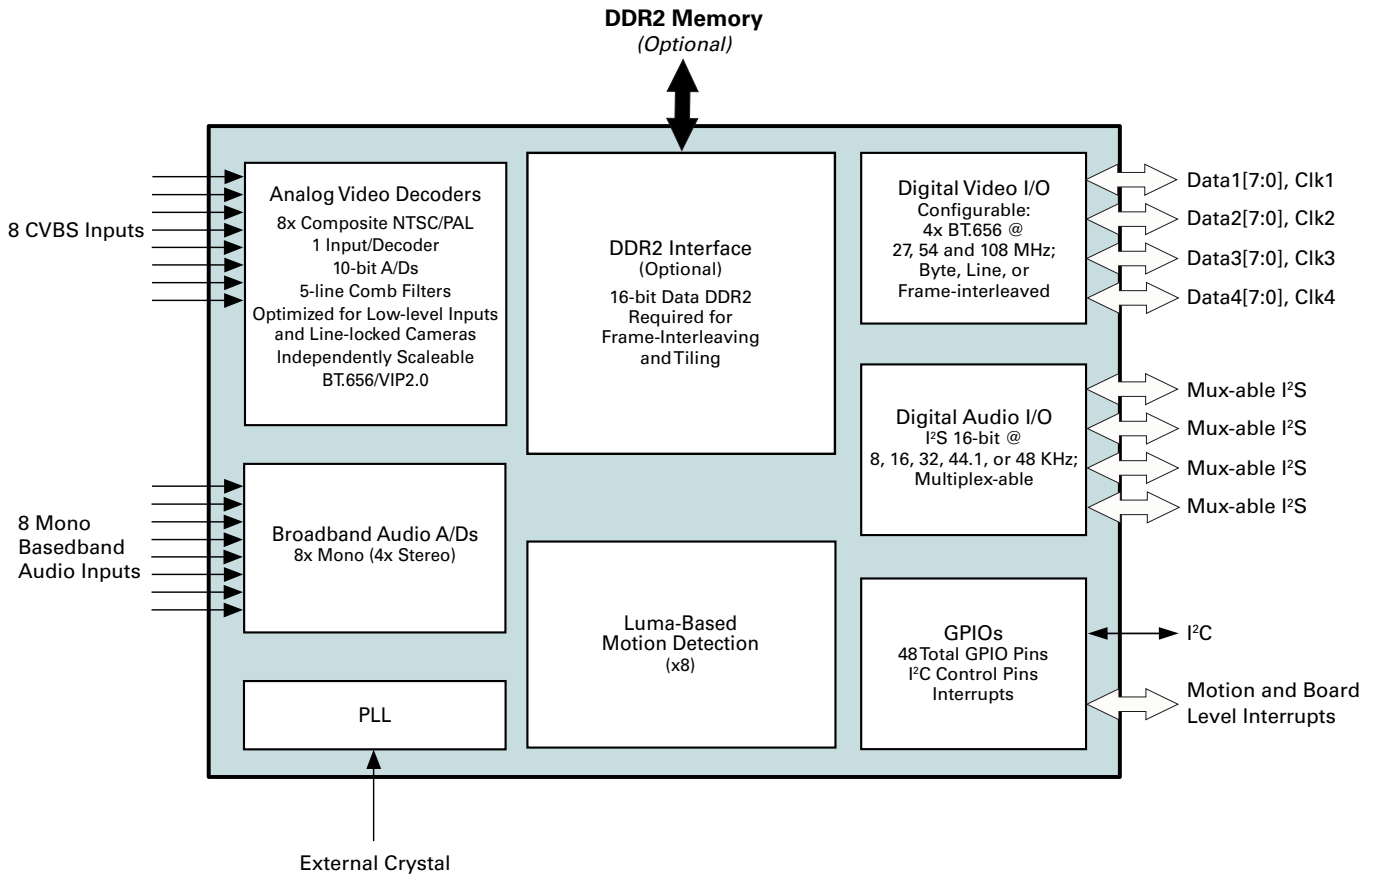 DDR2 Memory
(Optional)
8 CVBS Inputs
Analog Video Decoders
8x Composite NTSC/PAL
1 Input/Decoder
10-bit A/Ds
5-line Comb Filters
Optimized for Low-level Inputs
and Line-locked Cameras
Independently Scaleable
BT.656/VIP2.0
DDR2 Interface
(Optional)
16-bit Data DDR2
Required for
Frame-Interleaving
and Tiling
Digital Video I/O
Configurable:
4x BT.656 @
27, 54 and 108 MHz;
Byte, Line, or
Frame-interleaved
Data1[7:0], Clk1
Data2[7:0], Clk2
Data3[7:0], Clk3
Data4[7:0], Clk4
Digital Audio I/O
I²S 16-bit @
8, 16, 32, 44.1, or 48 KHz;
Multiplex-able
Mux-able I²S
Mux-able I²S
Mux-able I²S
Mux-able I²S
8 Mono
Basedband
Audio Inputs
Broadband Audio A/Ds
8x Mono (4x Stereo)
Luma-Based
Motion Detection
(x8)
GPIOs
48 Total GPIO Pins
I²C Control Pins
Interrupts
I²C
Motion and Board
Level Interrupts
PLL
External Crystal